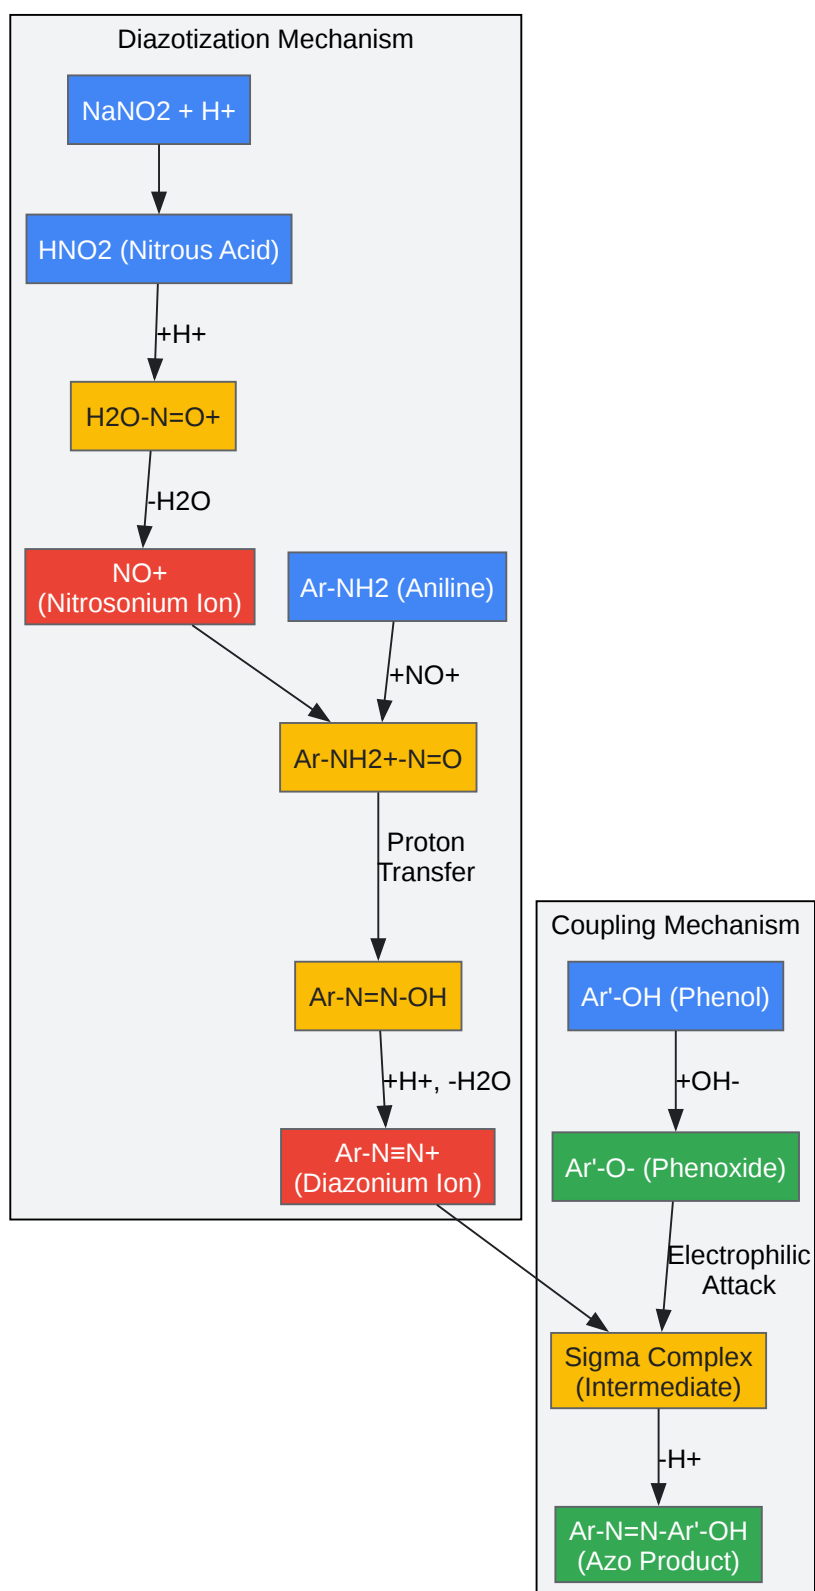 Diazotization Mechanism
NaNO2 + H+
HNO2 (Nitrous Acid)
+H+
H2O-N=O+
-H2O
NO+
(Nitrosonium Ion)
Ar-NH2 (Aniline)
+NO+
Ar-NH2+-N=O
Proton
Transfer
Ar-N=N-OH
+H+, -H2O
Ar-N≡N+
(Diazonium Ion)
Coupling Mechanism
Ar'-OH (Phenol)
+OH-
Ar'-O- (Phenoxide)
Electrophilic
Attack
Sigma Complex
(Intermediate)
-H+
Ar-N=N-Ar'-OH
(Azo Product)